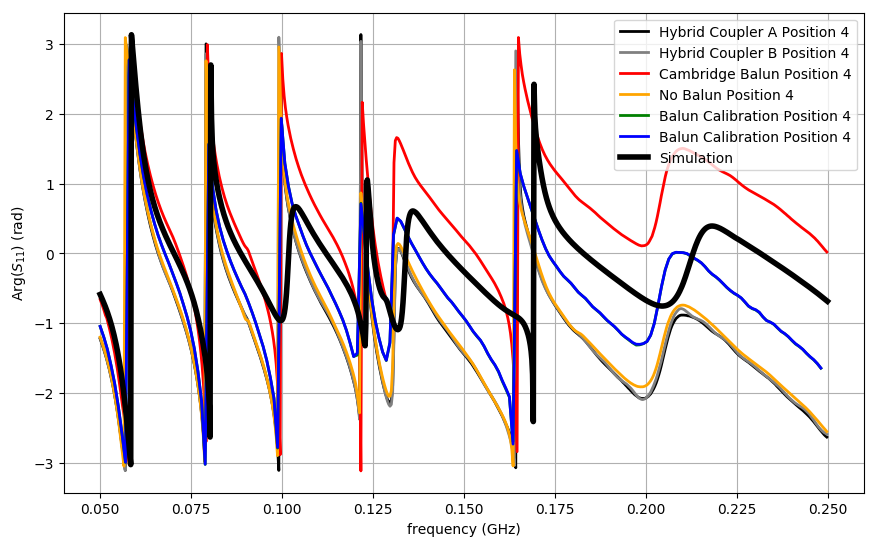 Hybrid Coupler A Position 4
Hybrid Coupler B Position 4
Cambridge Balun Position 4
No Balun Position 4
Balun Calibration Position 4
Balun Calibration Position 4
Simulation
3
2
1
0
−1
−2
−3
Arg(S₁₁) (rad)
0.050 0.075 0.100 0.125 0.150 0.175 0.200 0.225 0.250
frequency (GHz)